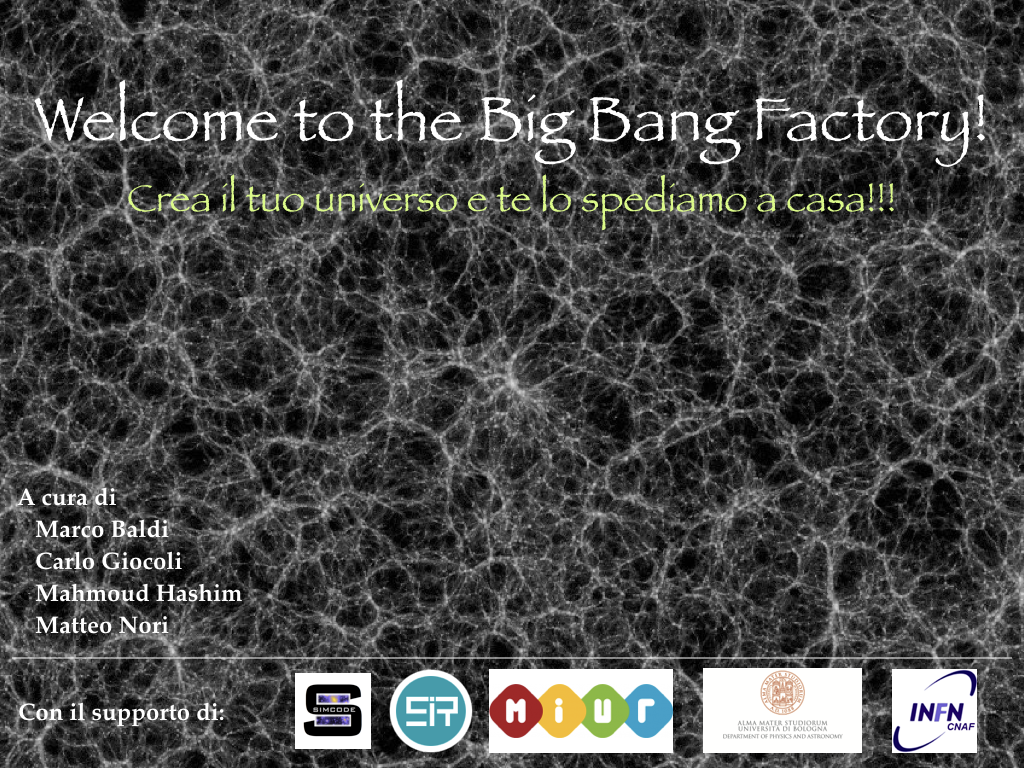 Welcome to the Big Bang Factory!
Crea il tuo universo e te lo spediamo a casa!!!
A cura di
Marco Baldi
Carlo Giocoli
Mahmoud Hashim
Matteo Nori
Con il supporto di:
SIMCODE
SIT
MIUR
ALMA MATER STUDIORUM
UNIVERSITÀ DI BOLOGNA
DEPARTMENT OF PHYSICS AND ASTRONOMY
INFN
CNAF